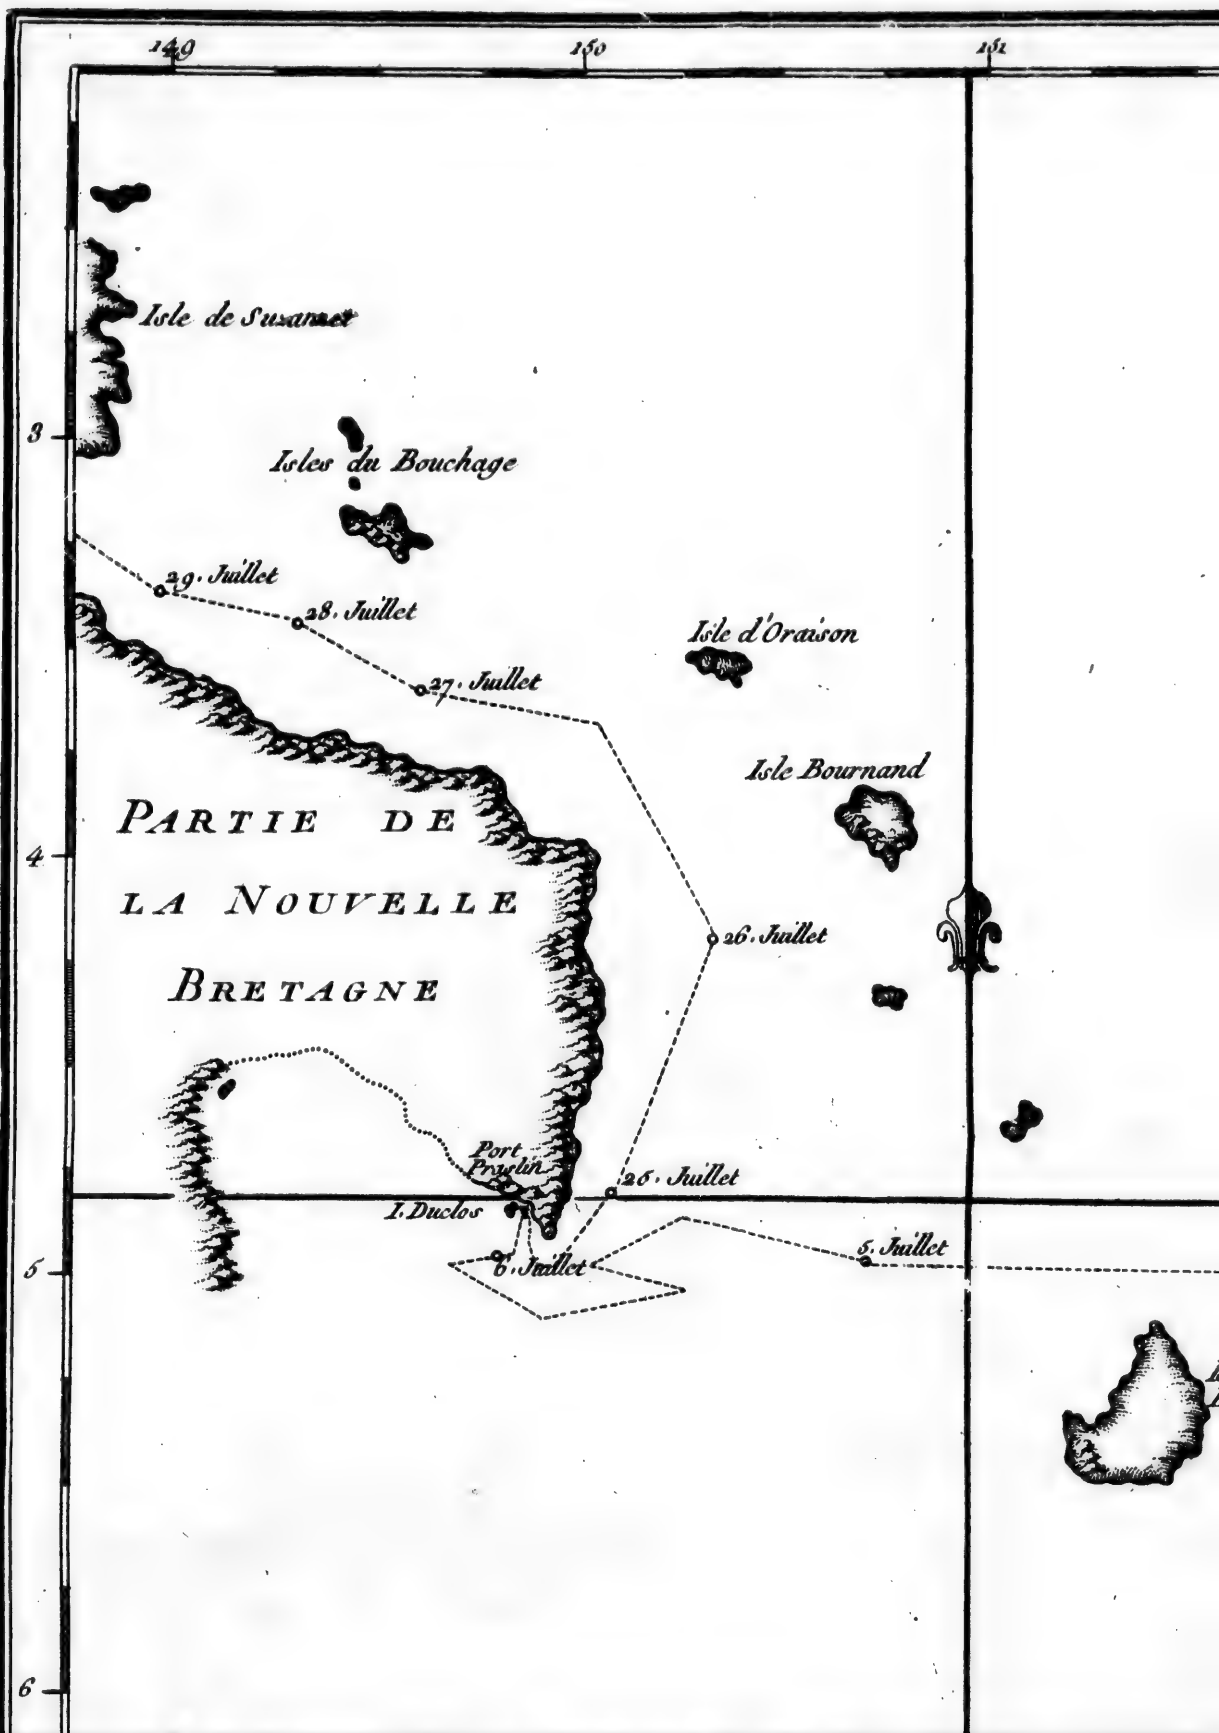 149
150
151
Isle de Suzannet
3
Isles du Bouchage
29. Juillet
28. Juillet
Isle d'Oraison
27. Juillet
Isle Bournand
PARTIE DE
4
LA NOUVELLE
26. Juillet
BRETAGNE
Port
Praslin
25. Juillet
I. Duclos
5. Juillet
6. Juillet
5
6